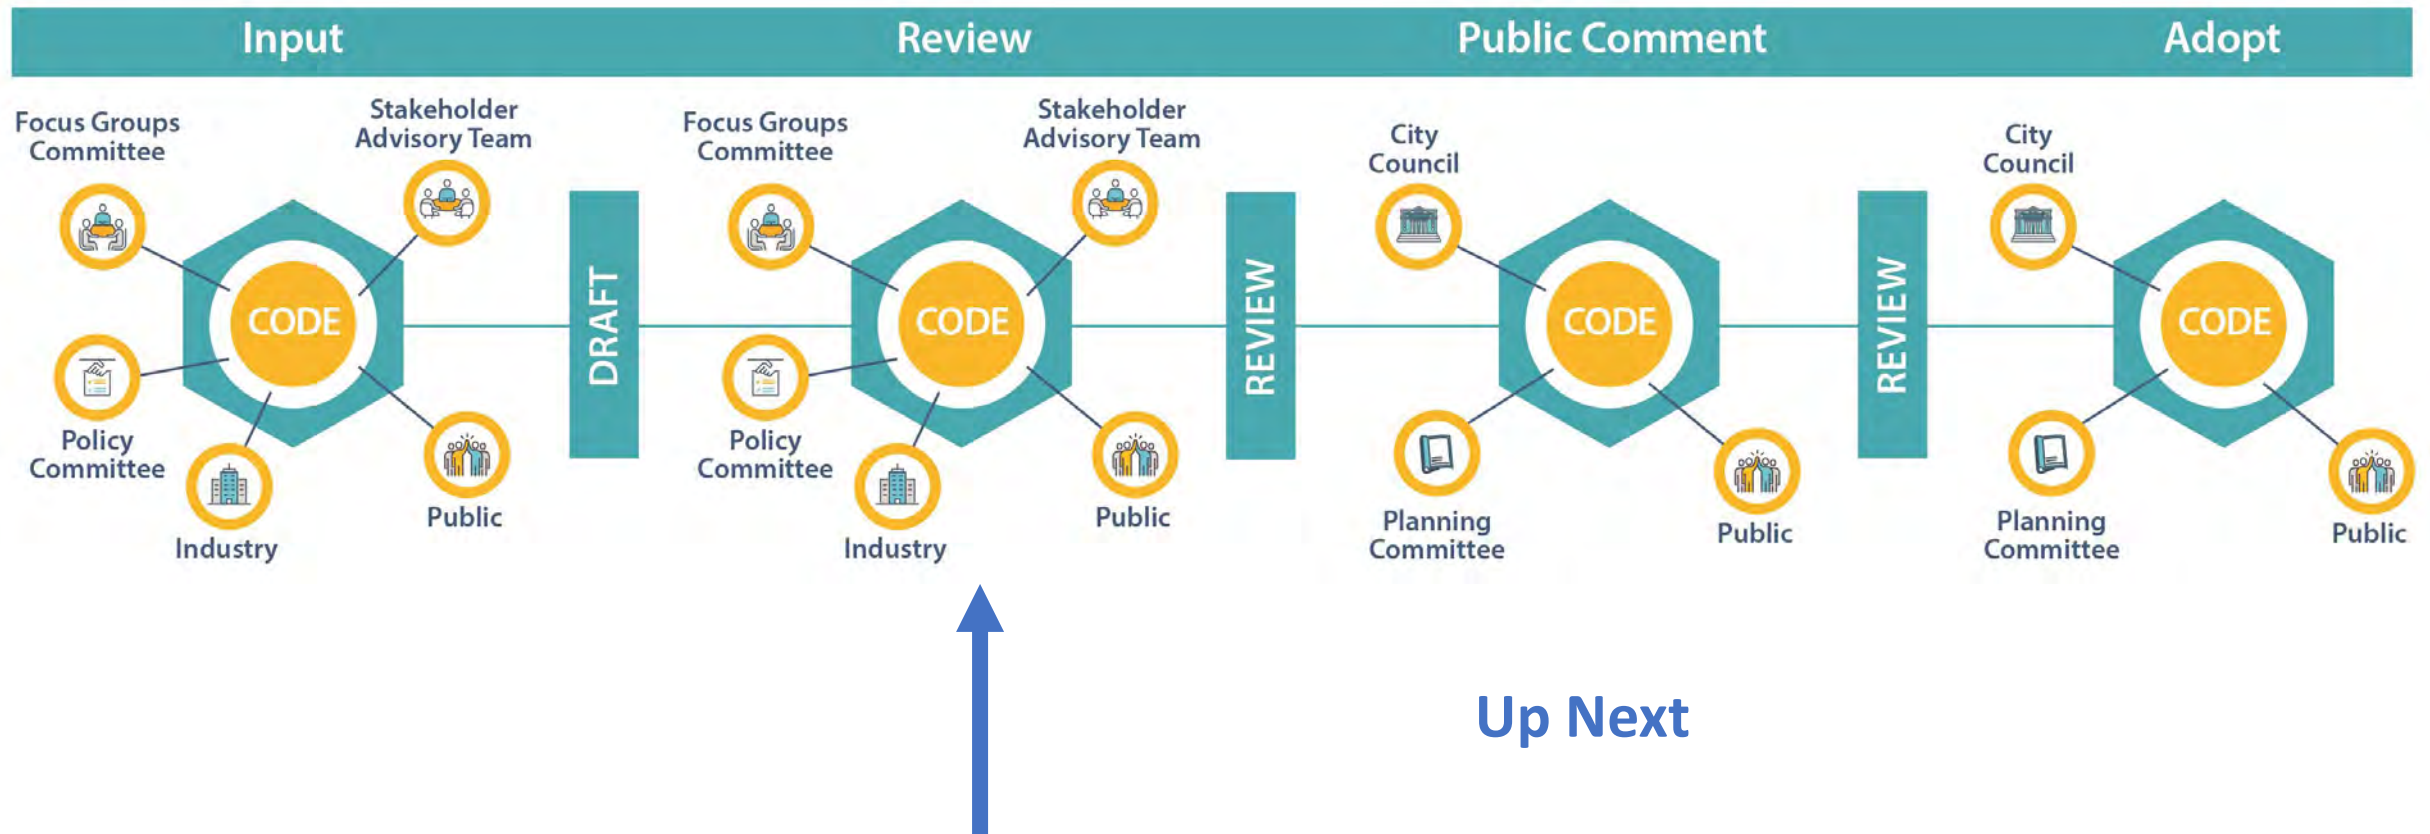 Input
Review
Public Comment
Adopt
Focus Groups
Committee
Stakeholder
Advisory Team
CODE
Policy
Committee
Industry
Public
DRAFT
Focus Groups
Committee
Stakeholder
Advisory Team
CODE
Policy
Committee
Industry
Public
REVIEW
City
Council
CODE
Planning
Committee
Public
REVIEW
City
Council
CODE
Planning
Committee
Public
Up Next